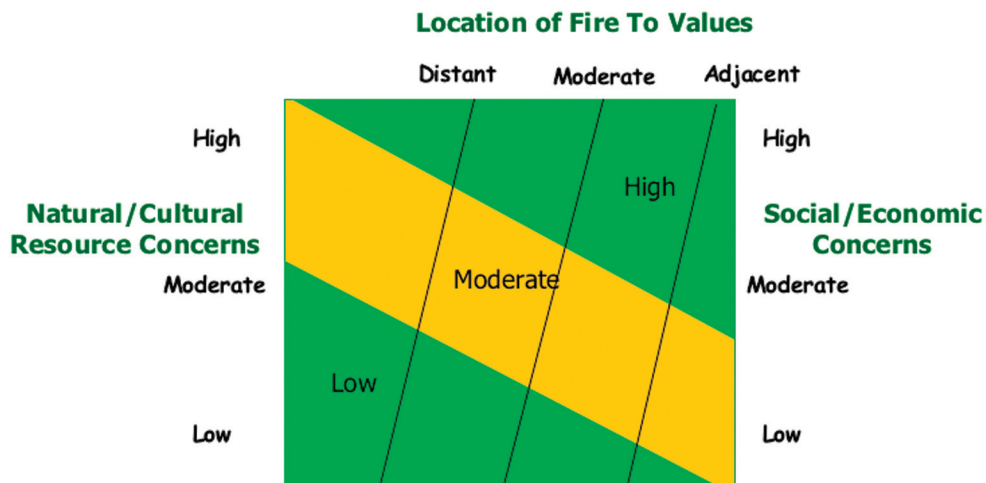 Location of Fire To Values
Distant Moderate Adjacent
High High
High
Natural/Cultural
Resource Concerns
Social/Economic
Concerns
Moderate Moderate Moderate
Low
Low Low